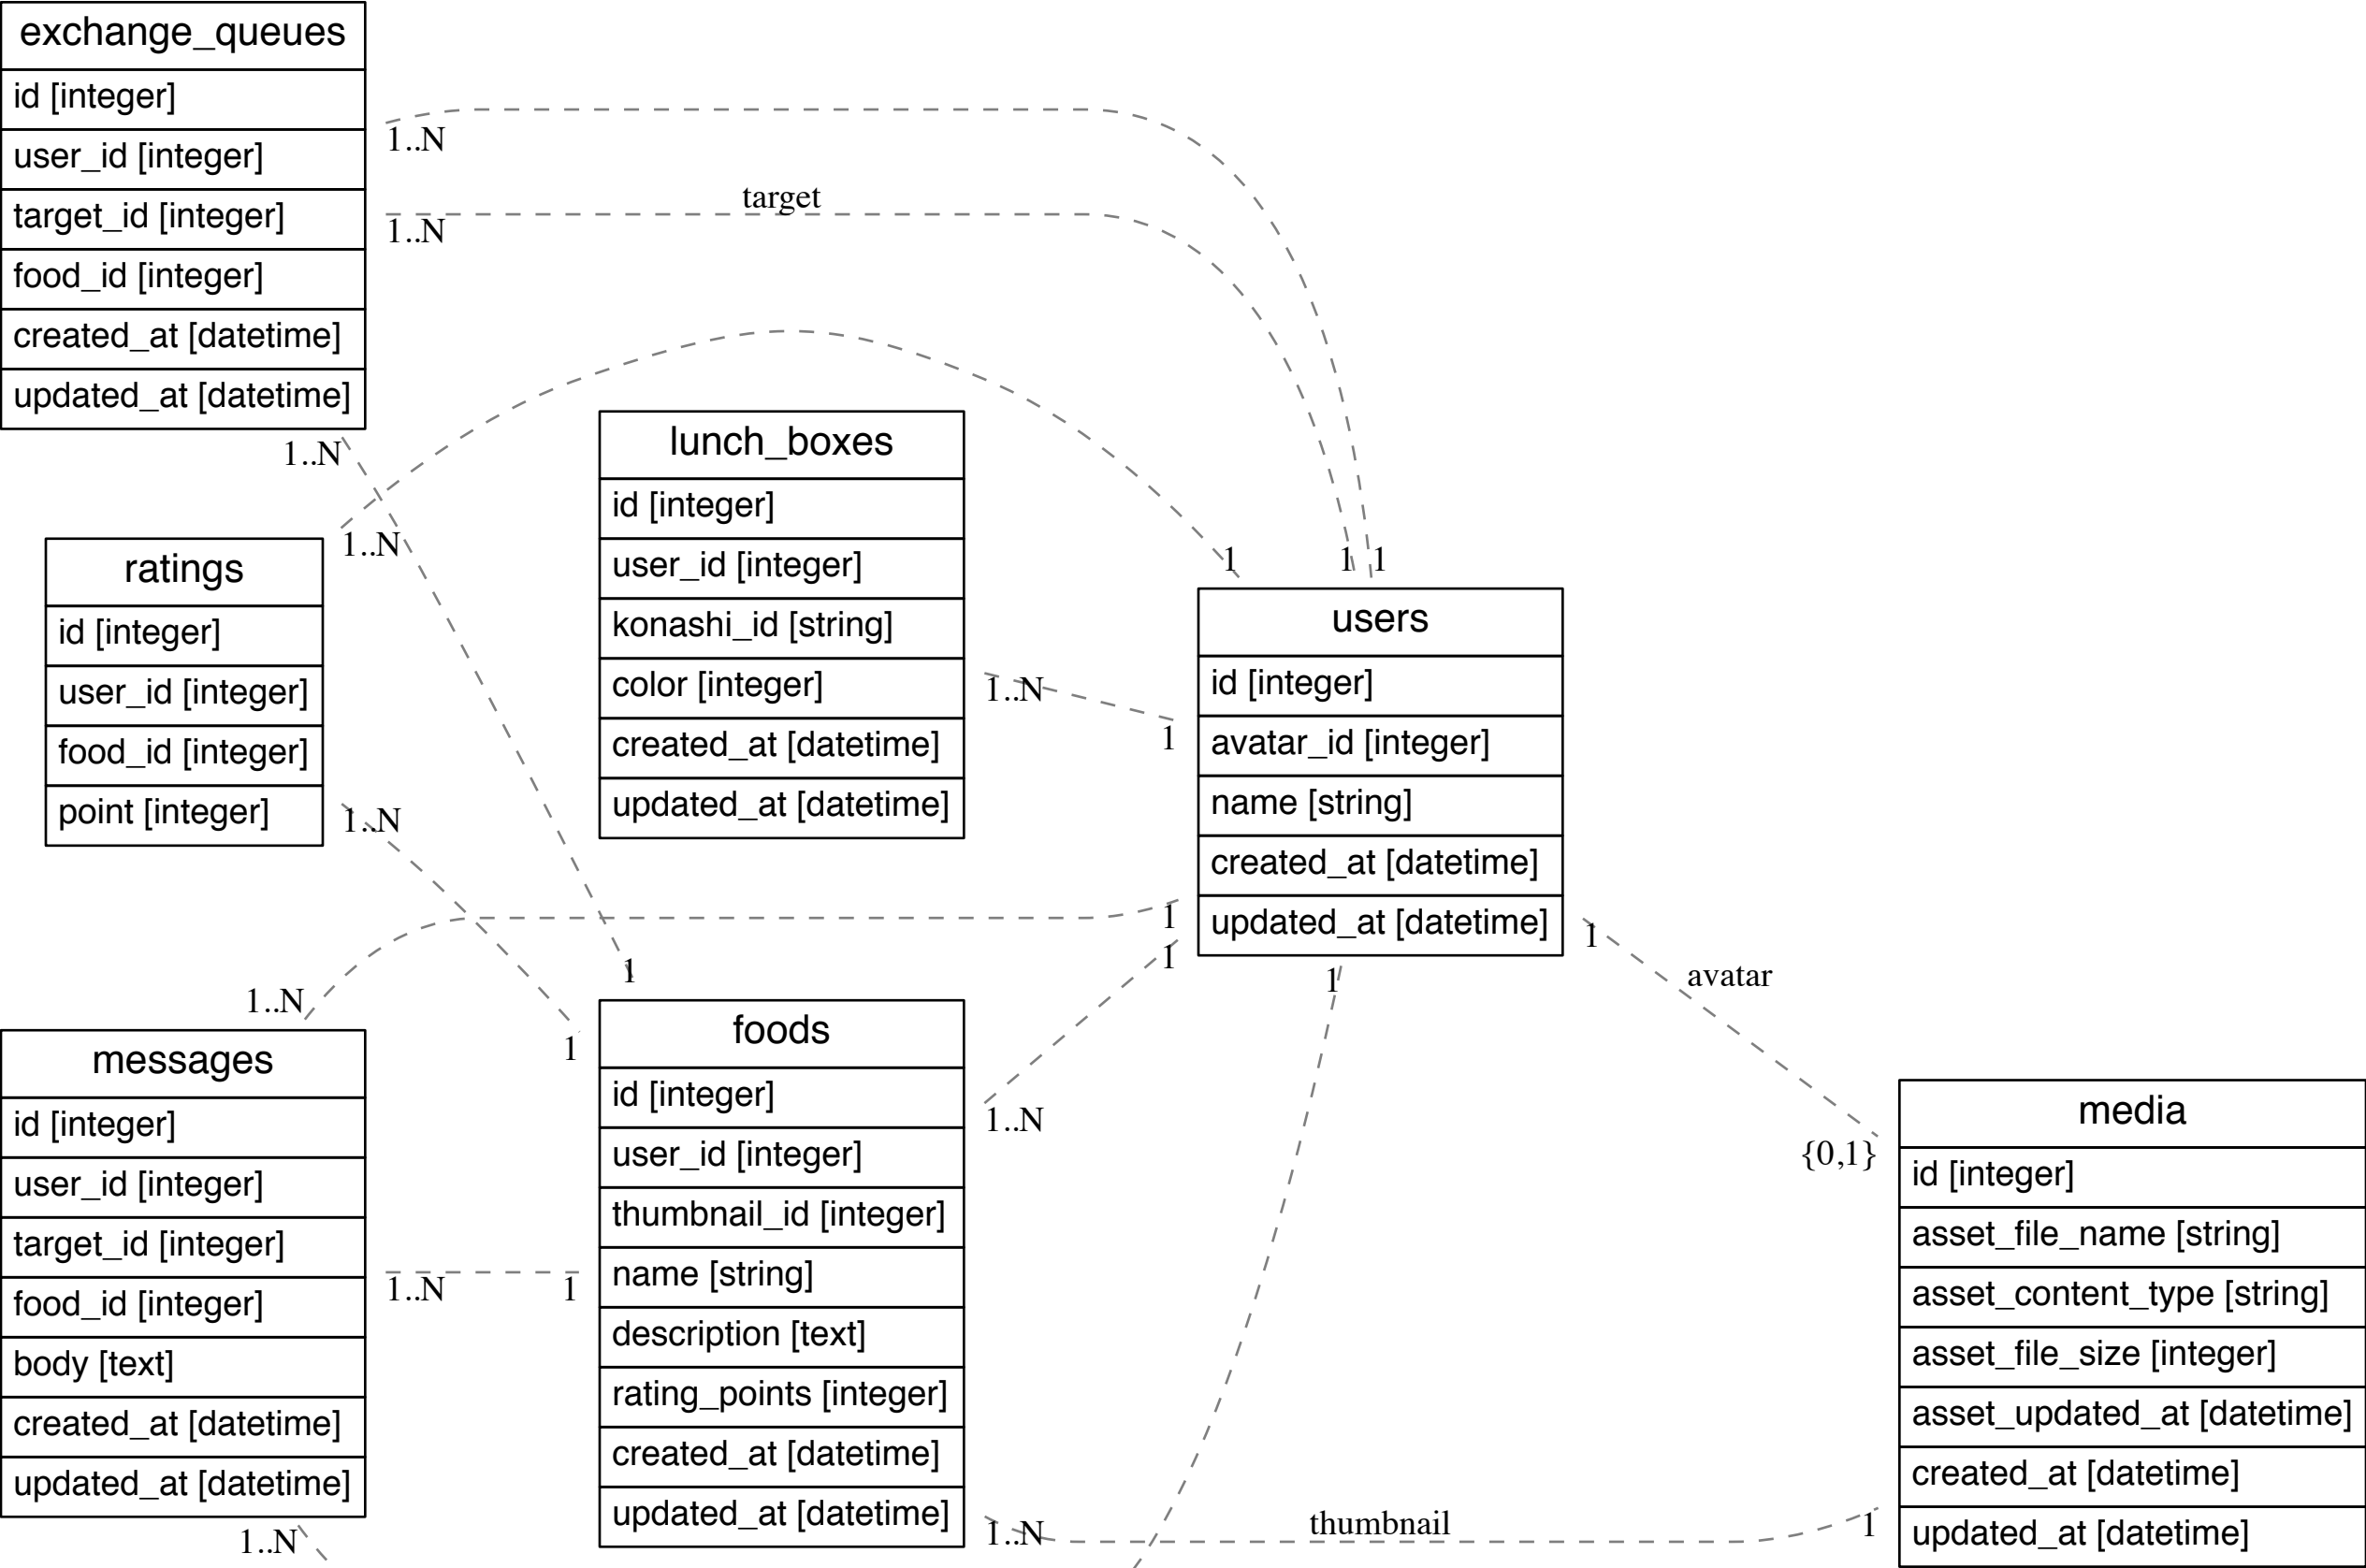 exchange_queues
id [integer]
user_id [integer]
target_id [integer]
food_id [integer]
created_at [datetime]
updated_at [datetime]
1..N
1..N
target
1..N
lunch_boxes
id [integer]
user_id [integer]
konashi_id [string]
color [integer]
created_at [datetime]
updated_at [datetime]
1..N
1
ratings
id [integer]
user_id [integer]
food_id [integer]
point [integer]
1..N
1..N
1
1
1
users
id [integer]
avatar_id [integer]
name [string]
created_at [datetime]
updated_at [datetime]
1
1
1
1
avatar
{0,1}
1..N
1
1
messages
id [integer]
user_id [integer]
target_id [integer]
food_id [integer]
body [text]
created_at [datetime]
updated_at [datetime]
1..N
1..N
1
foods
id [integer]
user_id [integer]
thumbnail_id [integer]
name [string]
description [text]
rating_points [integer]
created_at [datetime]
updated_at [datetime]
1..N
1..N
thumbnail
1
media
id [integer]
asset_file_name [string]
asset_content_type [string]
asset_file_size [integer]
asset_updated_at [datetime]
created_at [datetime]
updated_at [datetime]